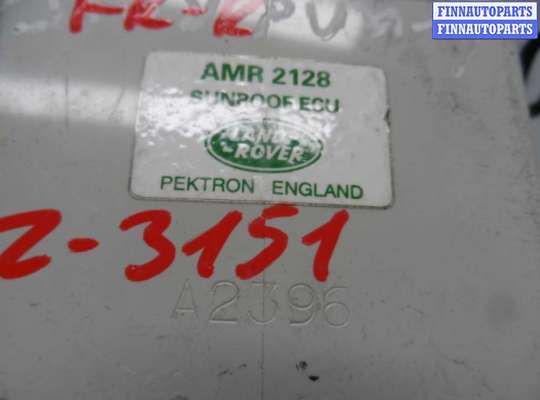 FINNAUTOPARTS
FINNAUTOPARTS
AMR 2128
SUNROOF ECU
LAND
ROVER
PEKTRON ENGLAND
Z-3151
A2396